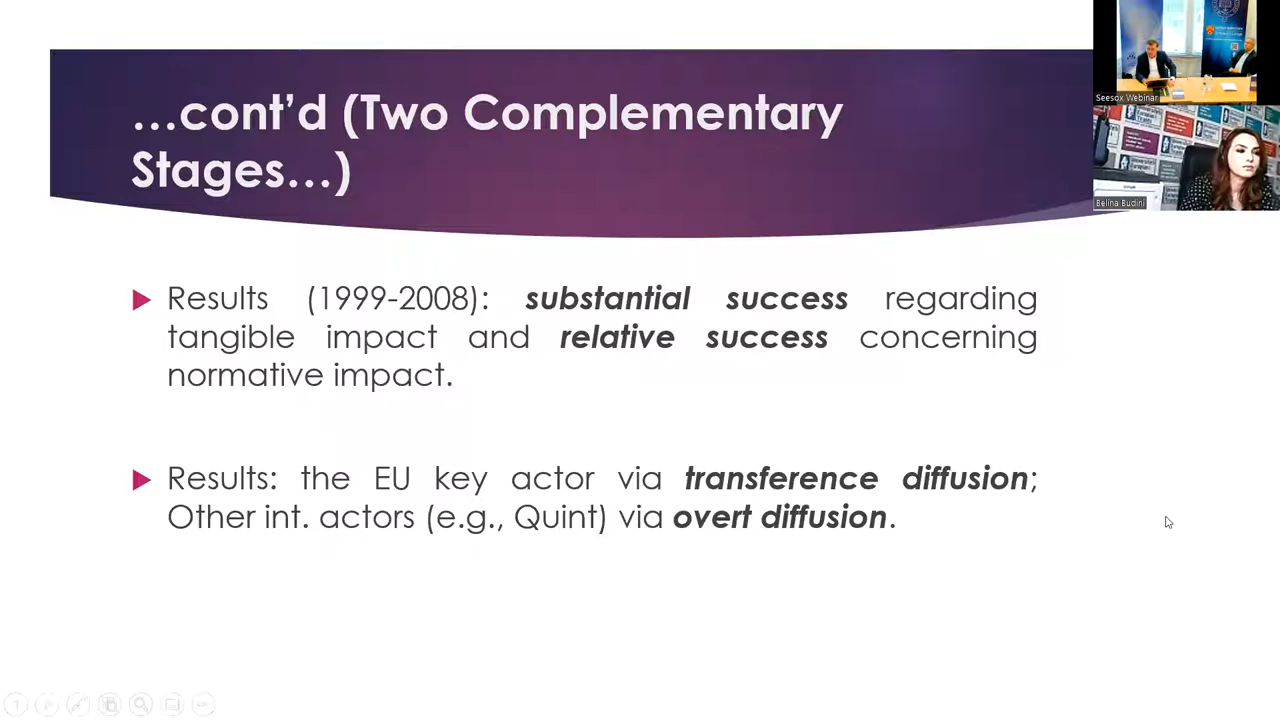 …cont’d (Two Complementary
Stages…)
Seesox Webinar
Belina Budini
Results (1999-2008): substantial success regarding
tangible impact and relative success concerning
normative impact.
Results: the EU key actor via transference diffusion;
Other int. actors (e.g., Quint) via overt diffusion.